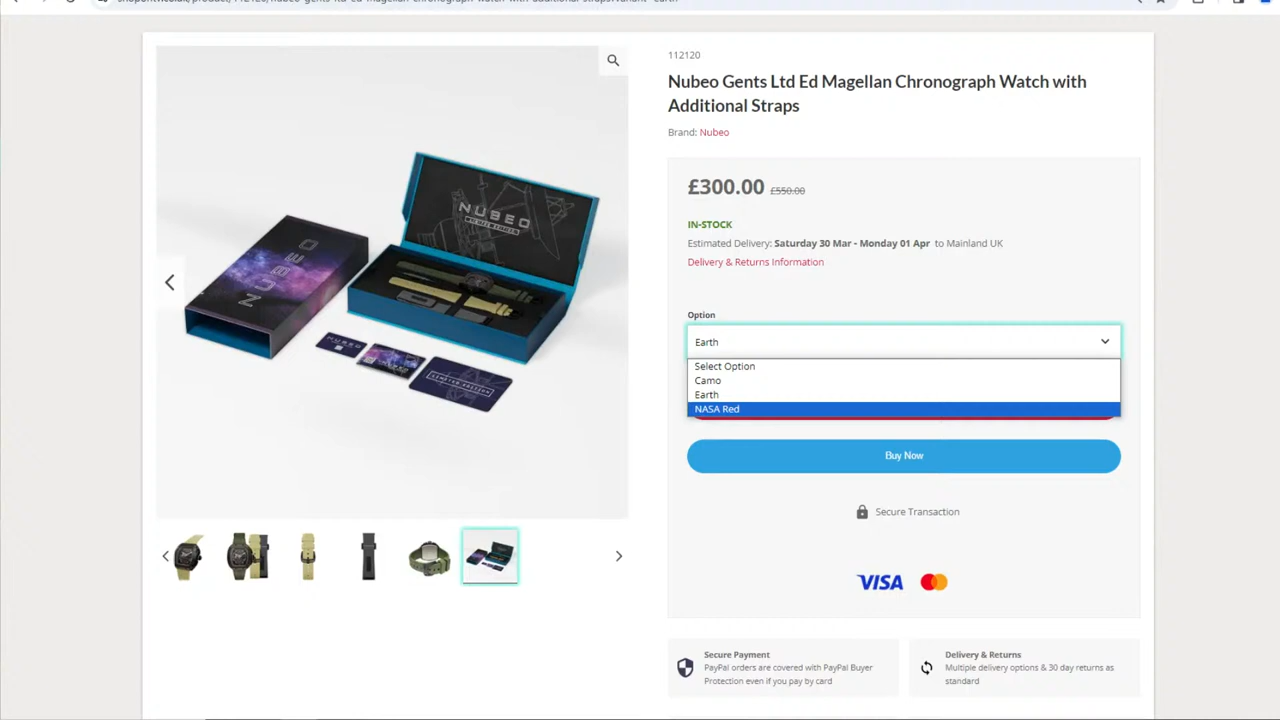 112120
Nubeo Gents Ltd Ed Magellan Chronograph Watch with
Additional Straps
Brand: Nubeo
£300.00 £550.00
IN-STOCK
Estimated Delivery: Saturday 30 Mar - Monday 01 Apr to Mainland UK
Delivery & Returns Information
Option
Earth
Select Option
Camo
Earth
NASA Red
Buy Now
Secure Transaction
VISA
Secure Payment
PayPal orders are covered with PayPal Buyer
Protection even if you pay by card
Delivery & Returns
Multiple delivery options & 30 day returns as
standard
NUBEO
NUBEO
NUBEO
LIMITED EDITION